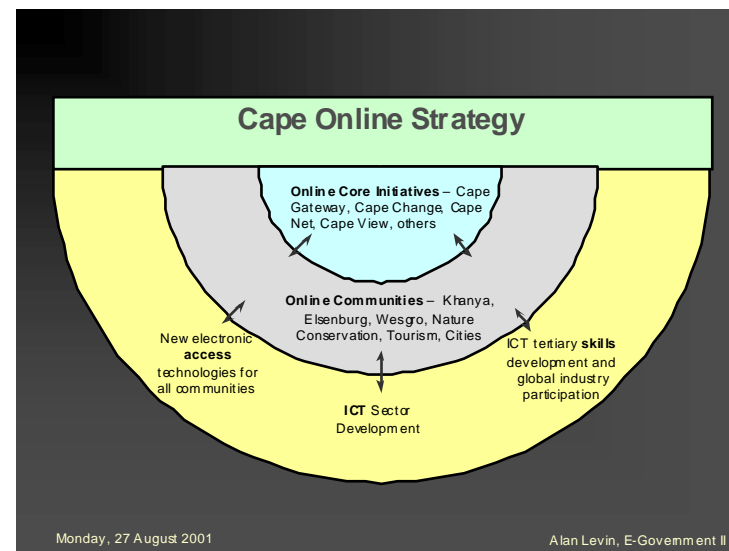 Cape Online Strategy
Online Core Initiatives – Cape
Gateway, Cape Change, Cape
Net, Cape View, others
Online Communities – Khanya,
Elsenburg, Wesgro, Nature
Conservation, Tourism, Cities
New electronic
access
technologies for
all communities
ICT Sector
Development
ICT tertiary skills
development and
global industry
participation
Monday, 27 August 2001
Alan Levin, E-Government II